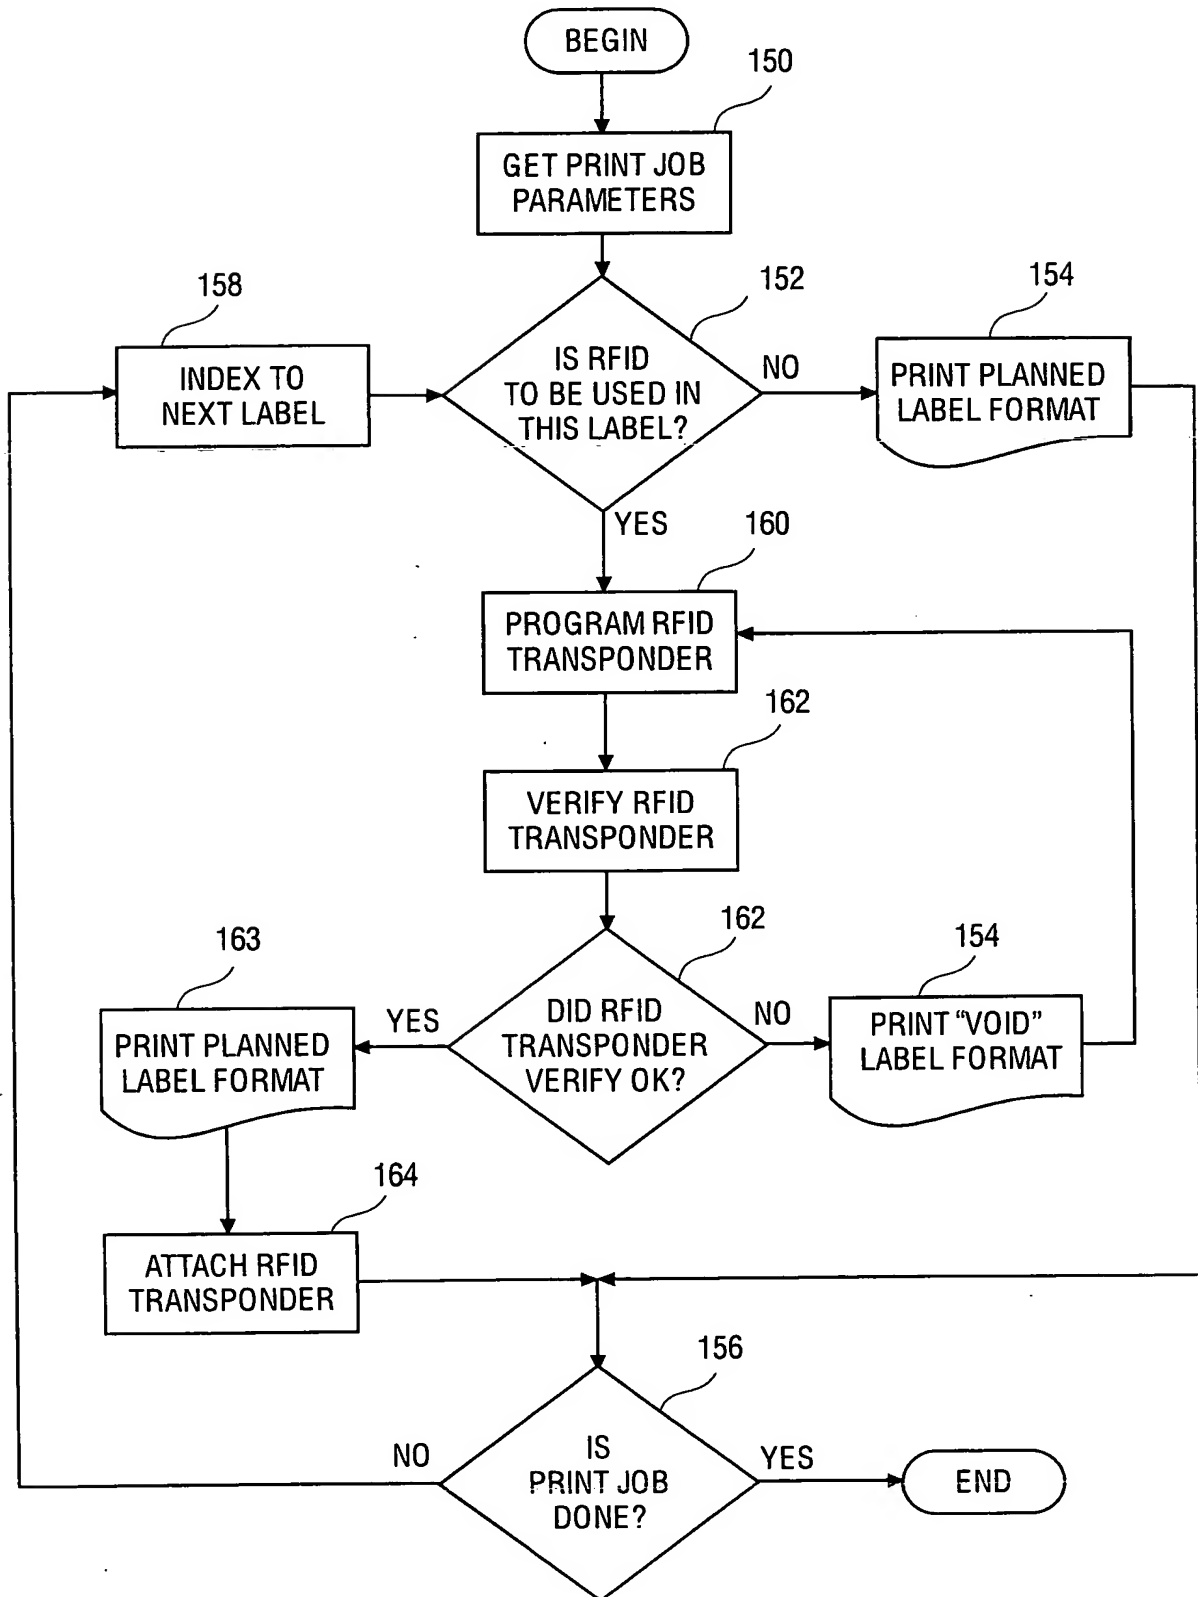 BEGIN
150
GET PRINT JOB
PARAMETERS
158
INDEX TO
NEXT LABEL
152
IS RFID
TO BE USED IN
THIS LABEL?
NO
154
PRINT PLANNED
LABEL FORMAT
YES
160
PROGRAM RFID
TRANSPONDER
162
VERIFY RFID
TRANSPONDER
163
PRINT PLANNED
LABEL FORMAT
YES
162
DID RFID
TRANSPONDER
VERIFY OK?
NO
154
PRINT “VOID”
LABEL FORMAT
164
ATTACH RFID
TRANSPONDER
156
NO
IS
PRINT JOB
DONE?
YES
END